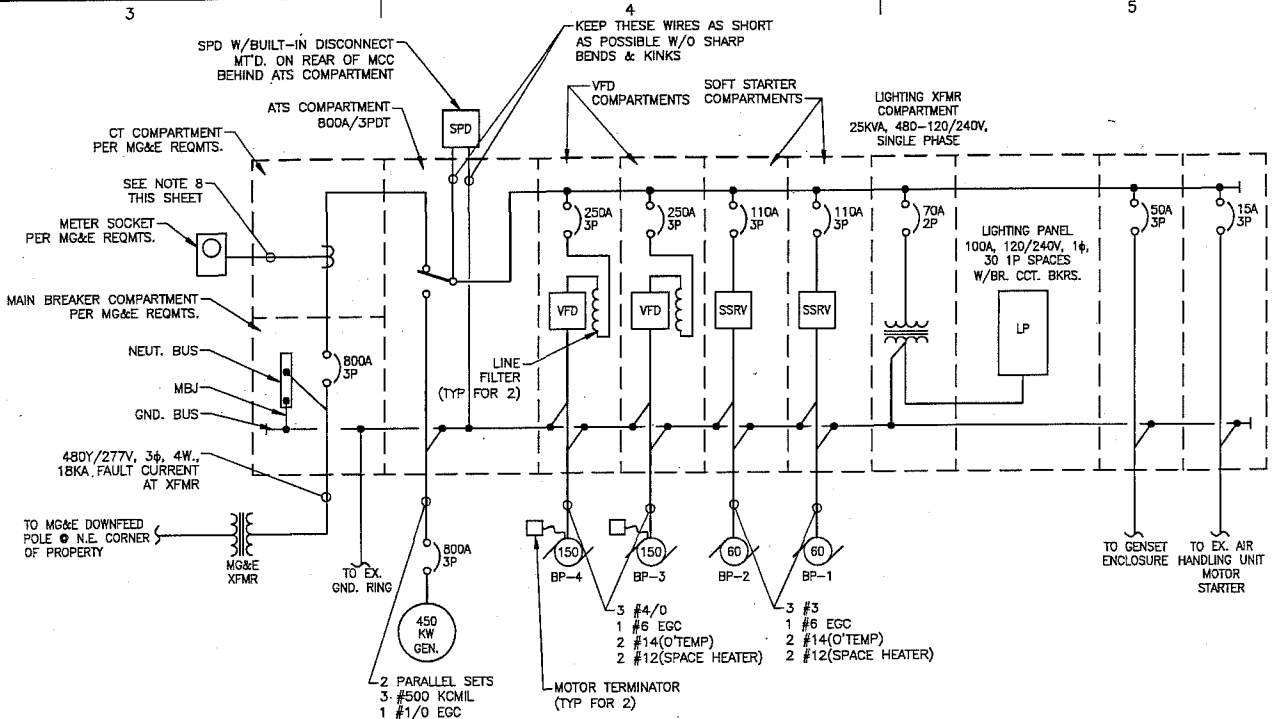 3
4
5
SPD W/BUILT-IN DISCONNECT
MT'D. ON REAR OF MCC
BEHIND ATS COMPARTMENT
KEEP THESE WIRES AS SHORT
AS POSSIBLE W/O SHARP
BENDS & KINKS
ATS COMPARTMENT
800A/3PDT
SPD
VFD
COMPARTMENTS
SOFT STARTER
COMPARTMENTS
LIGHTING XFMR
COMPARTMENT
25KVA, 480-120/240V,
SINGLE PHASE
CT COMPARTMENT
PER MG&E REQMTS.
SEE NOTE 8
THIS SHEET
METER SOCKET
PER MG&E REQMTS.
MAIN BREAKER COMPARTMENT
PER MG&E REQMTS.
NEUT. BUS
MBJ
GND. BUS
800A
3P
250A
3P
250A
3P
110A
3P
110A
3P
70A
2P
50A
3P
15A
3P
LIGHTING PANEL
100A, 120/240V, 1ϕ,
30 1P SPACES
W/BR. CCT. BKRS.
VFD
VFD
SSRV
SSRV
LP
LINE
FILTER
(TYP FOR 2)
480Y/277V, 3ϕ, 4W.,
18KA FAULT CURRENT
AT XFMR
TO MG&E DOWNFEED
POLE @ N.E. CORNER
OF PROPERTY
MG&E
XFMR
TO EX.
GND. RING
800A
3P
450
KW
GEN.
150
BP-4
150
BP-3
60
BP-2
60
BP-1
TO GENSET
ENCLOSURE
TO EX. AIR
HANDLING UNIT
MOTOR
STARTER
3 #4/0
1 #6 EGC
2 #14(O'TEMP)
2 #12(SPACE HEATER)
3 #3
1 #6 EGC
2 #14(O'TEMP)
2 #12(SPACE HEATER)
2 PARALLEL SETS
3 #500 KCMIL
1 #1/0 EGC
MOTOR TERMINATOR
(TYP FOR 2)